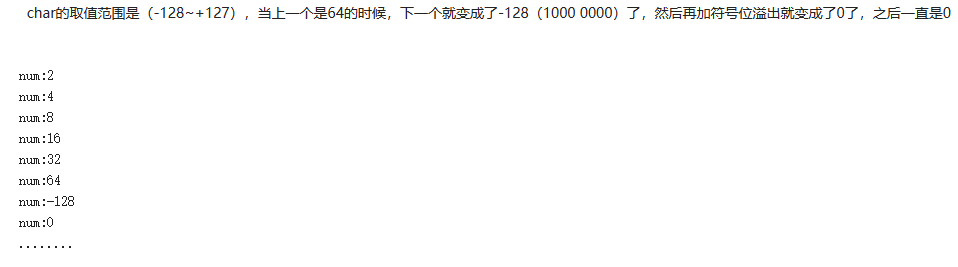 char的取值范围是（-128~+127），当上一个是64的时候，下一个就变成了-128（1000 0000）了，然后再加符号位溢出就变成了0了，之后一直是0
num:2
num:4
num:8
num:16
num:32
num:64
num:-128
num:0
........